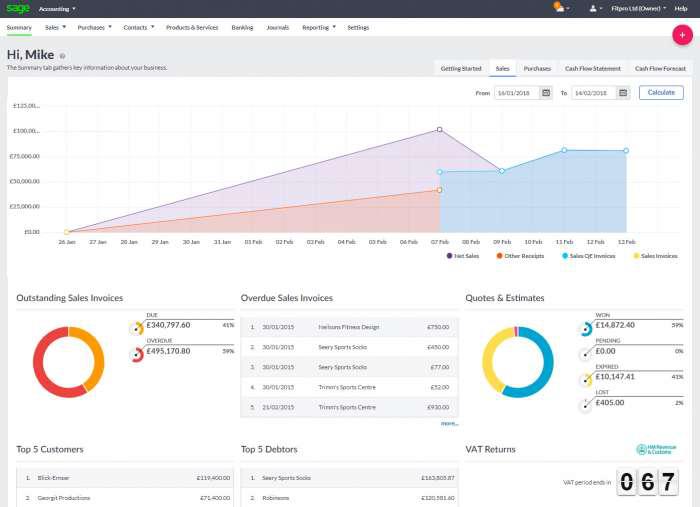 sage Accounting Fitpro Ltd (Owner) Help
Summary Sales Purchases Contacts Products & Services Banking Journals Reporting Settings
Hi, Mike
The Summary tab gathers key information about your business.
Getting Started Sales Purchases Cash Flow Statement Cash Flow Forecast
From 16/01/2018 To 14/02/2018 Calculate
£125,00...
£100,00...
£75,000.00
£50,000.00
£25,000.00
£0.00
26 Jan 27 Jan 28 Jan 29 Jan 30 Jan 31 Jan 01 Feb 02 Feb 03 Feb 04 Feb 05 Feb 06 Feb 07 Feb 08 Feb 09 Feb 10 Feb 11 Feb 12 Feb 13 Feb
Net Sales Other Receipts Sales QE Invoices Sales Invoices
Outstanding Sales Invoices
DUE
£340,797.60 41%
OVERDUE
£495,170.80 59%
Overdue Sales Invoices
1. 30/01/2015 Neilsons Fitness Design £750.00
2. 30/01/2015 Seery Sports Socks £450.00
3. 30/01/2015 Seery Sports Socks £77.00
4. 30/01/2015 Trimm's Sports Centre £52.00
5. 21/02/2015 Trimm's Sports Centre £930.00
more...
Quotes & Estimates
WON
£14,872.40 59%
PENDING
£0.00 0%
EXPIRED
£10,147.41 41%
LOST
£405.00 2%
Top 5 Customers
1. Blick-Emser £119,400.00
2. Georgit Productions £71,400.00
Top 5 Debtors
1. Seery Sports Socks £163,805.87
2. Robinsons £120,581.60
VAT Returns
HM Revenue
& Customs
VAT period ends in 067